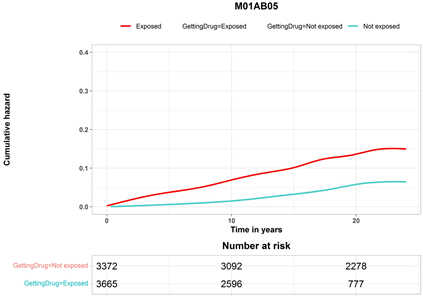 M01AB05
Exposed GettingDrug=Exposed GettingDrug=Not exposed Not exposed
Cumulative hazard
0.4
0.3
0.2
0.1
0.0
0 10 20
Time in years
Number at risk
GettingDrug=Not exposed 3372 3092 2278
GettingDrug=Exposed 3665 2596 777